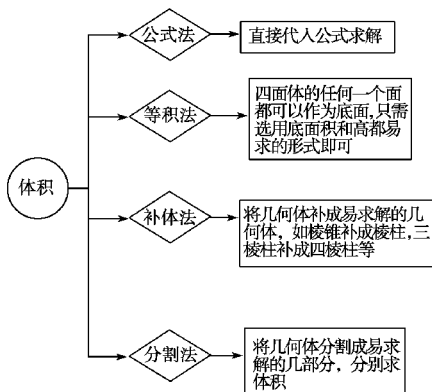 公式法
直接代入公式求解
等积法
四面体的任何一个面
都可以作为底面,只需
选用底面积和高都易
求的形式即可
体积
补体法
将几何体补成易求解的几
何体，如棱锥补成棱柱,三
棱柱补成四棱柱等
分割法
将几何体分割成易求
解的几部分，分别求
体积